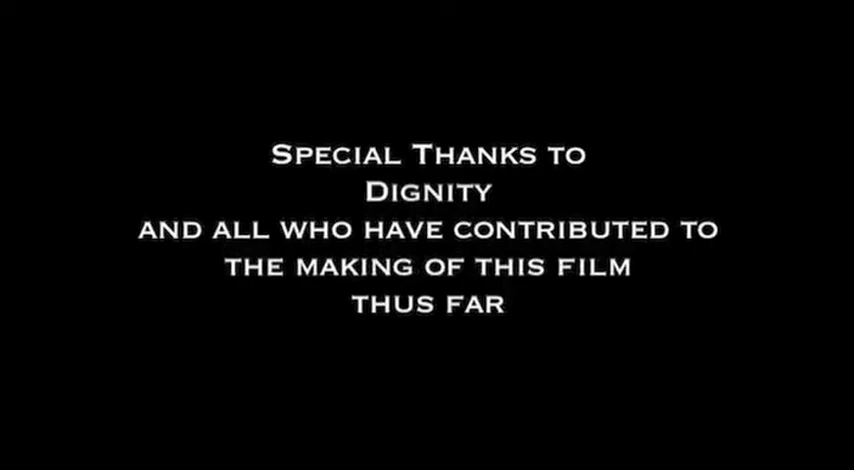 Special Thanks to
Dignity
and all who have contributed to
the making of this film
thus far